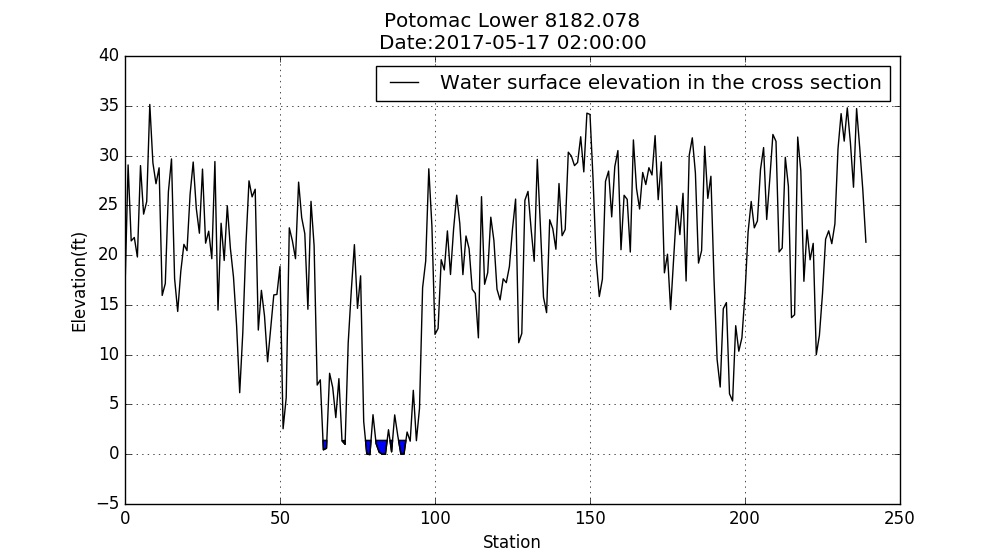 Potomac Lower 8182.078
Date:2017-05-17 02:00:00
Water surface elevation in the cross section
40
35
30
25
20
15
10
5
0
−5
Elevation(ft)
0 50 100 150 200 250
Station